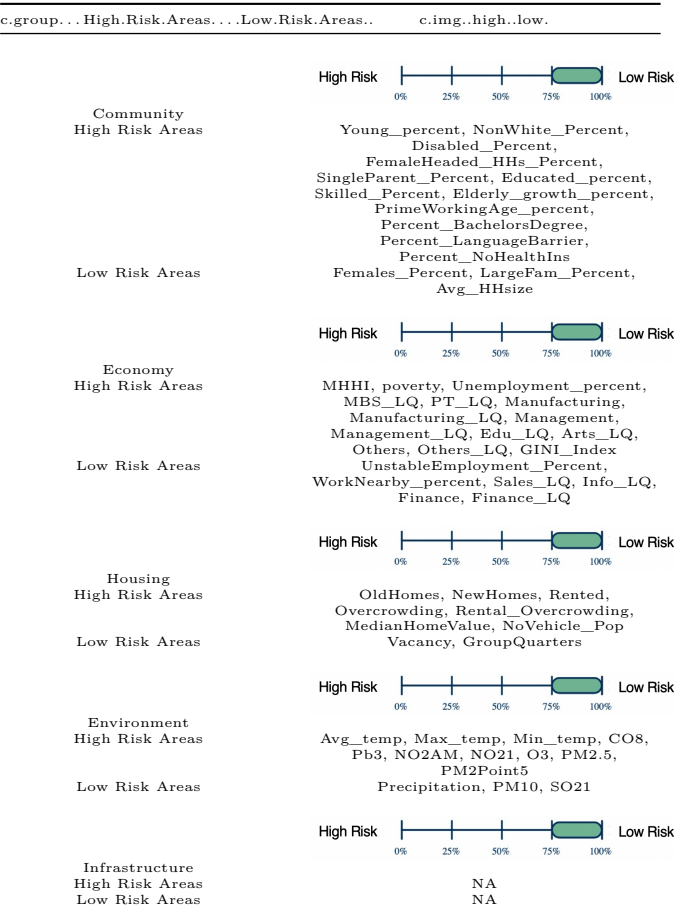 c.group...High.Risk.Areas....Low.Risk.Areas.. c.img..high..low.
High Risk Low Risk
0% 25% 50% 75% 100%
Community
High Risk Areas Young_percent, NonWhite_Percent,
Disabled_Percent,
FemaleHeaded_HHs_Percent,
SingleParent_Percent, Educated_percent,
Skilled_Percent, Elderly_growth_percent,
PrimeWorkingAge_percent,
Percent_BachelorsDegree,
Percent_LanguageBarrier,
Percent_NoHealthIns
Low Risk Areas Females_Percent, LargeFam_Percent,
Avg_HHsize
High Risk Low Risk
0% 25% 50% 75% 100%
Economy
High Risk Areas MHHI, poverty, Unemployment_percent,
MBS_LQ, PT_LQ, Manufacturing,
Manufacturing_LQ, Management,
Management_LQ, Edu_LQ, Arts_LQ,
Others, Others_LQ, GINI_Index
Low Risk Areas UnstableEmployment_Percent,
WorkNearby_percent, Sales_LQ, Info_LQ,
Finance, Finance_LQ
High Risk Low Risk
0% 25% 50% 75% 100%
Housing
High Risk Areas OldHomes, NewHomes, Rented,
Overcrowding, Rental_Overcrowding,
MedianHomeValue, NoVehicle_Pop
Low Risk Areas Vacancy, GroupQuarters
High Risk Low Risk
0% 25% 50% 75% 100%
Environment
High Risk Areas Avg_temp, Max_temp, Min_temp, CO8,
Pb3, NO2AM, NO21, O3, PM2.5,
PM2Point5
Low Risk Areas Precipitation, PM10, SO21
High Risk Low Risk
0% 25% 50% 75% 100%
Infrastructure
High Risk Areas NA
Low Risk Areas NA